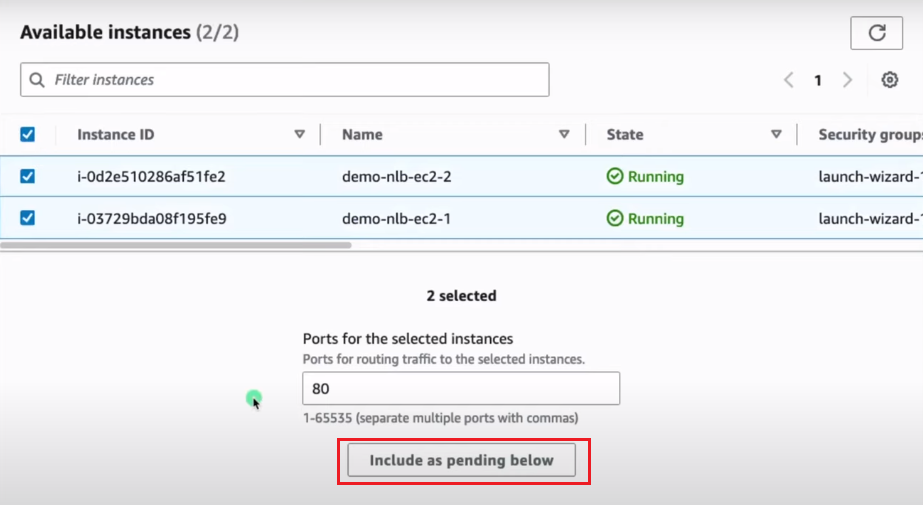 Available instances (2/2)
Filter instances
1
Instance ID Name State Security groups
i-0d2e510286af51fe2 demo-nlb-ec2-2 Running launch-wizard-1
i-03729bda08f195fe9 demo-nlb-ec2-1 Running launch-wizard-1
2 selected
Ports for the selected instances
Ports for routing traffic to the selected instances.
80
1-65535 (separate multiple ports with commas)
Include as pending below